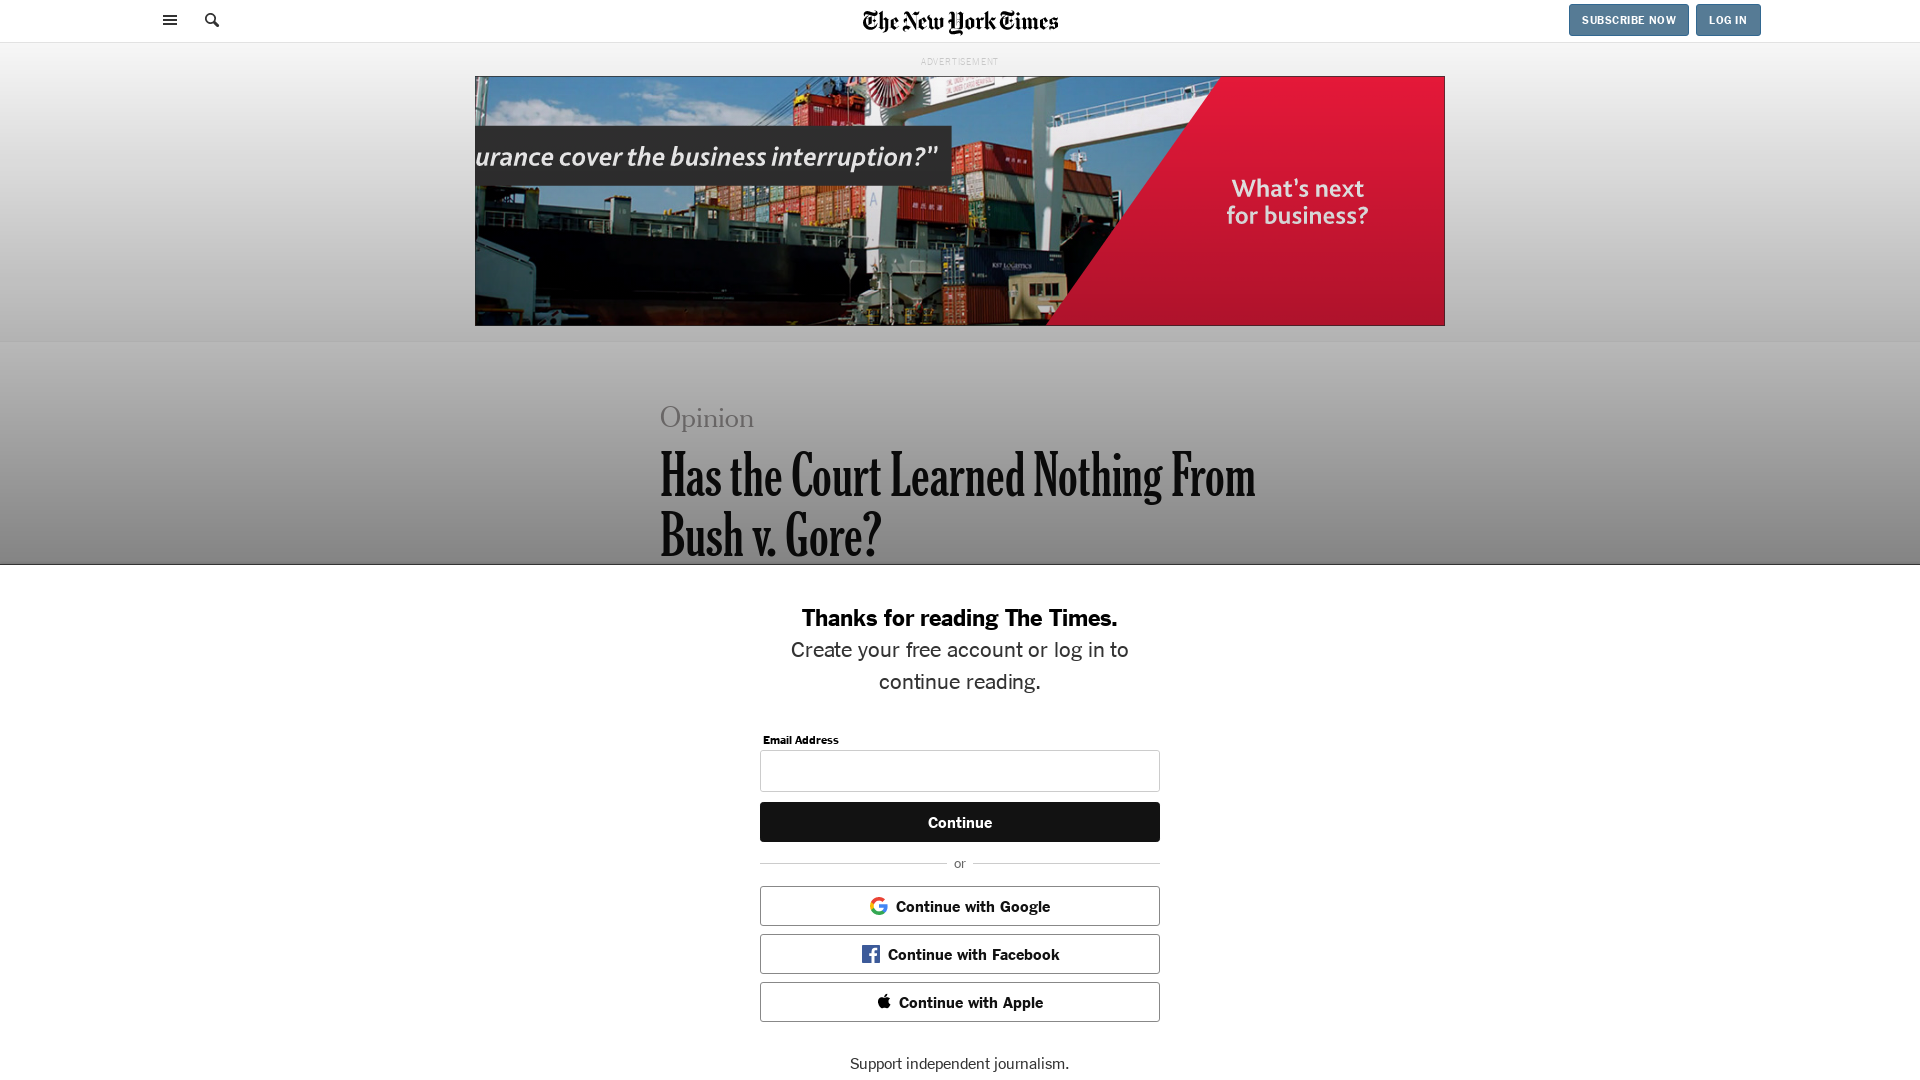 The New York Times
SUBSCRIBE NOW
LOG IN
ADVERTISEMENT
urance cover the business interruption?"
What's next
for business?
Opinion
Has the Court Learned Nothing From
Bush v. Gore?
Thanks for reading The Times.
Create your free account or log in to
continue reading.
Email Address
Continue
or
Continue with Google
Continue with Facebook
Continue with Apple
Support independent journalism.